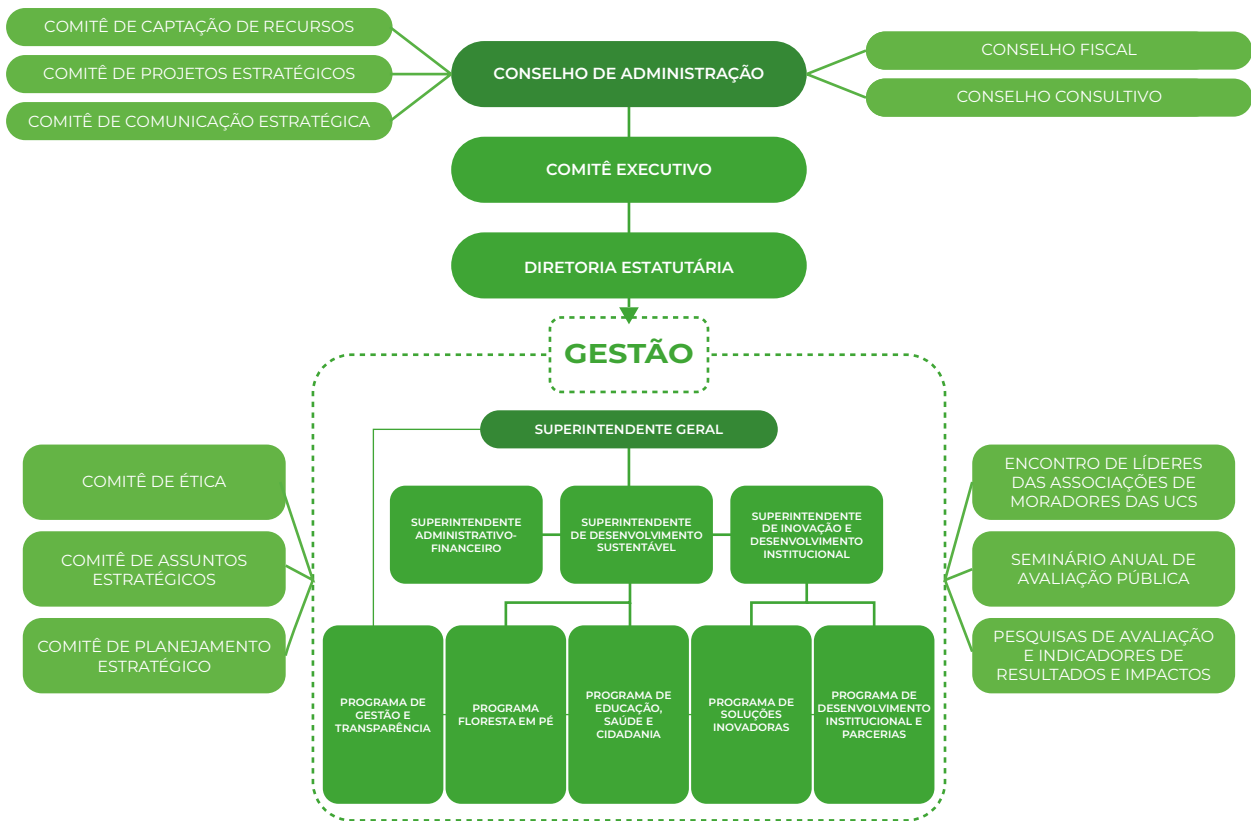 COMITÊ DE CAPTAÇÃO DE RECURSOS
COMITÊ DE PROJETOS ESTRATÉGICOS
COMITÊ DE COMUNICAÇÃO ESTRATÉGICA
CONSELHO DE ADMINISTRAÇÃO
CONSELHO FISCAL
CONSELHO CONSULTIVO
COMITÊ EXECUTIVO
DIRETORIA ESTATUTÁRIA
GESTÃO
SUPERINTENDENTE GERAL
COMITÊ DE ÉTICA
COMITÊ DE ASSUNTOS
ESTRATÉGICOS
COMITÊ DE PLANEJAMENTO
ESTRATÉGICO
SUPERINTENDENTE
ADMINISTRATIVO-
FINANCEIRO
SUPERINTENDENTE
DE DESENVOLVIMENTO
SUSTENTÁVEL
SUPERINTENDENTE
DE INOVAÇÃO E
DESENVOLVIMENTO
INSTITUCIONAL
ENCONTRO DE LÍDERES
DAS ASSOCIAÇÕES DE
MORADORES DAS UCS
SEMINÁRIO ANUAL DE
AVALIAÇÃO PÚBLICA
PESQUISAS DE AVALIAÇÃO
E INDICADORES DE
RESULTADOS E IMPACTOS
PROGRAMA DE
GESTÃO E
TRANSPARÊNCIA
PROGRAMA
FLORESTA EM PÉ
PROGRAMA DE
EDUCAÇÃO,
SAÚDE E
CIDADANIA
PROGRAMA DE
SOLUÇÕES
INOVADORAS
PROGRAMA DE
DESENVOLVIMENTO
INSTITUCIONAL E
PARCERIAS